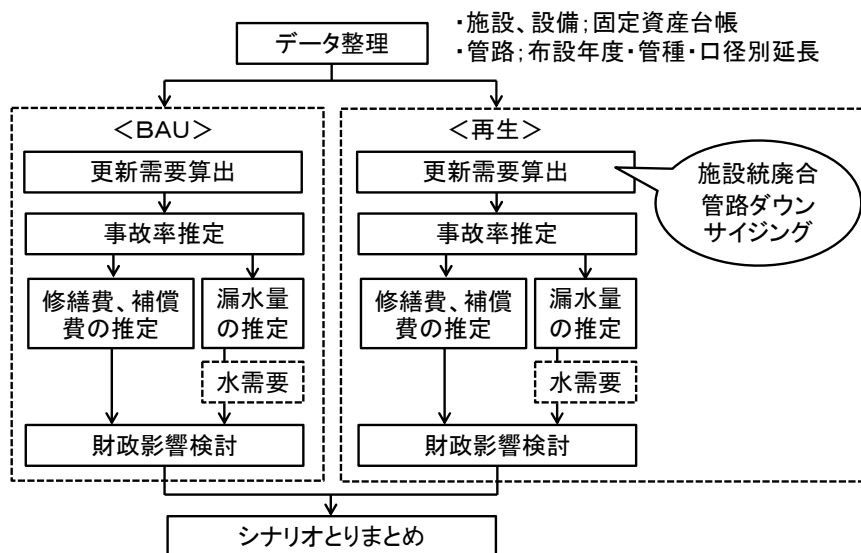 データ整理
・施設、設備;固定資産台帳
・管路;布設年度・管種・口径別延長
＜BAU＞
更新需要算出
事故率推定
修繕費、補償
費の推定
漏水量
の推定
水需要
財政影響検討
＜再生＞
更新需要算出
施設統廃合
管路ダウン
サイジング
事故率推定
修繕費、補償
費の推定
漏水量
の推定
水需要
財政影響検討
シナリオとりまとめ